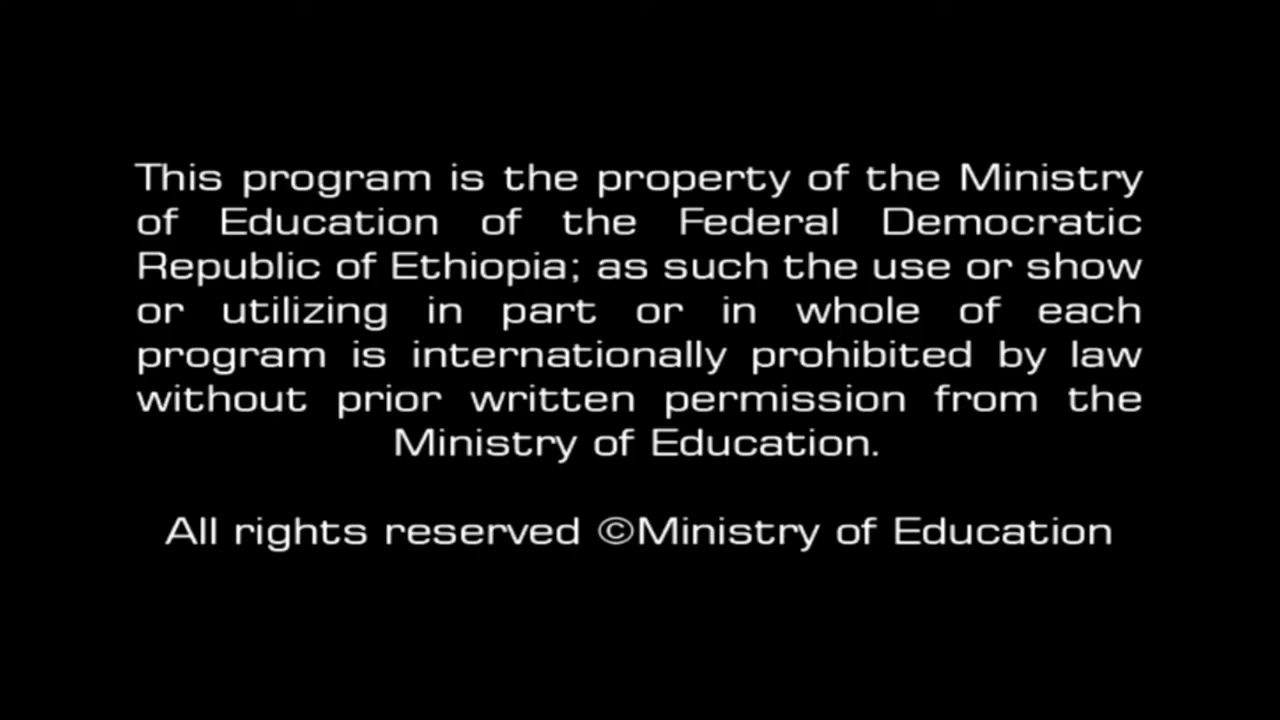 This program is the property of the Ministry
of Education of the Federal Democratic
Republic of Ethiopia; as such the use or show
or utilizing in part or in whole of each
program is internationally prohibited by law
without prior written permission from the
Ministry of Education.
All rights reserved ©Ministry of Education